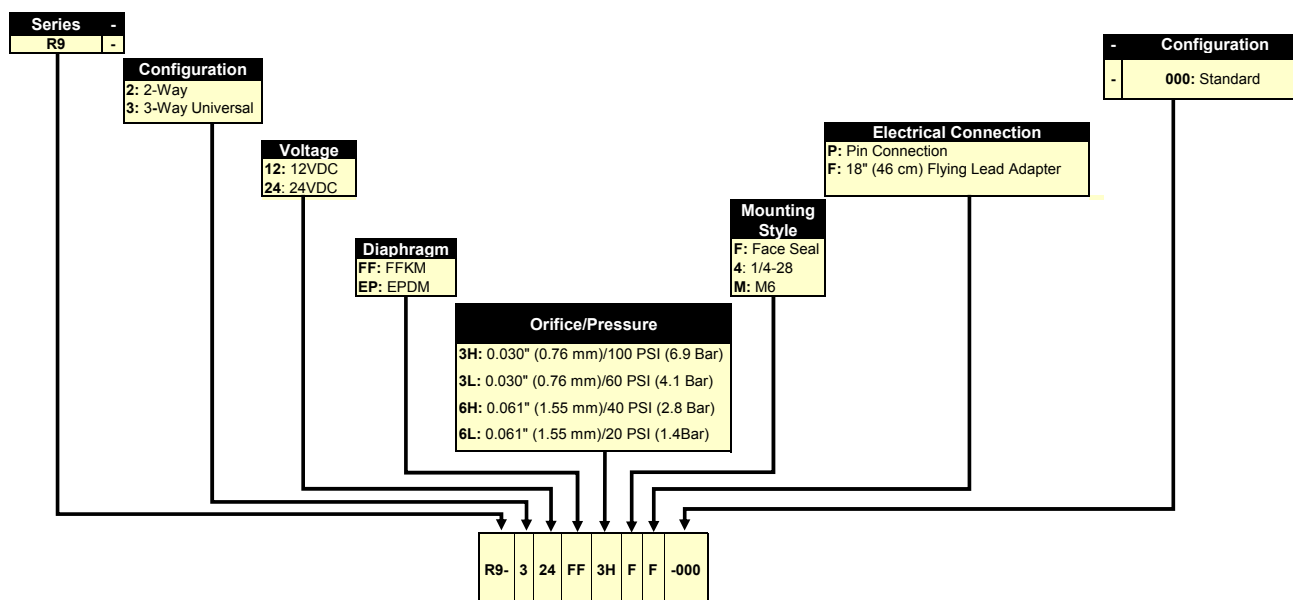 Series -
R9 -
Configuration
2: 2-Way
3: 3-Way Universal
Voltage
12: 12VDC
24: 24VDC
Diaphragm
FF: FFKM
EP: EPDM
Orifice/Pressure
3H: 0.030" (0.76 mm)/100 PSI (6.9 Bar)
3L: 0.030" (0.76 mm)/60 PSI (4.1 Bar)
6H: 0.061" (1.55 mm)/40 PSI (2.8 Bar)
6L: 0.061" (1.55 mm)/20 PSI (1.4Bar)
Mounting
Style
F: Face Seal
4: 1/4-28
M: M6
Electrical Connection
P: Pin Connection
F: 18" (46 cm) Flying Lead Adapter
- Configuration
- 000: Standard
R9- 3 24 FF 3H F F -000